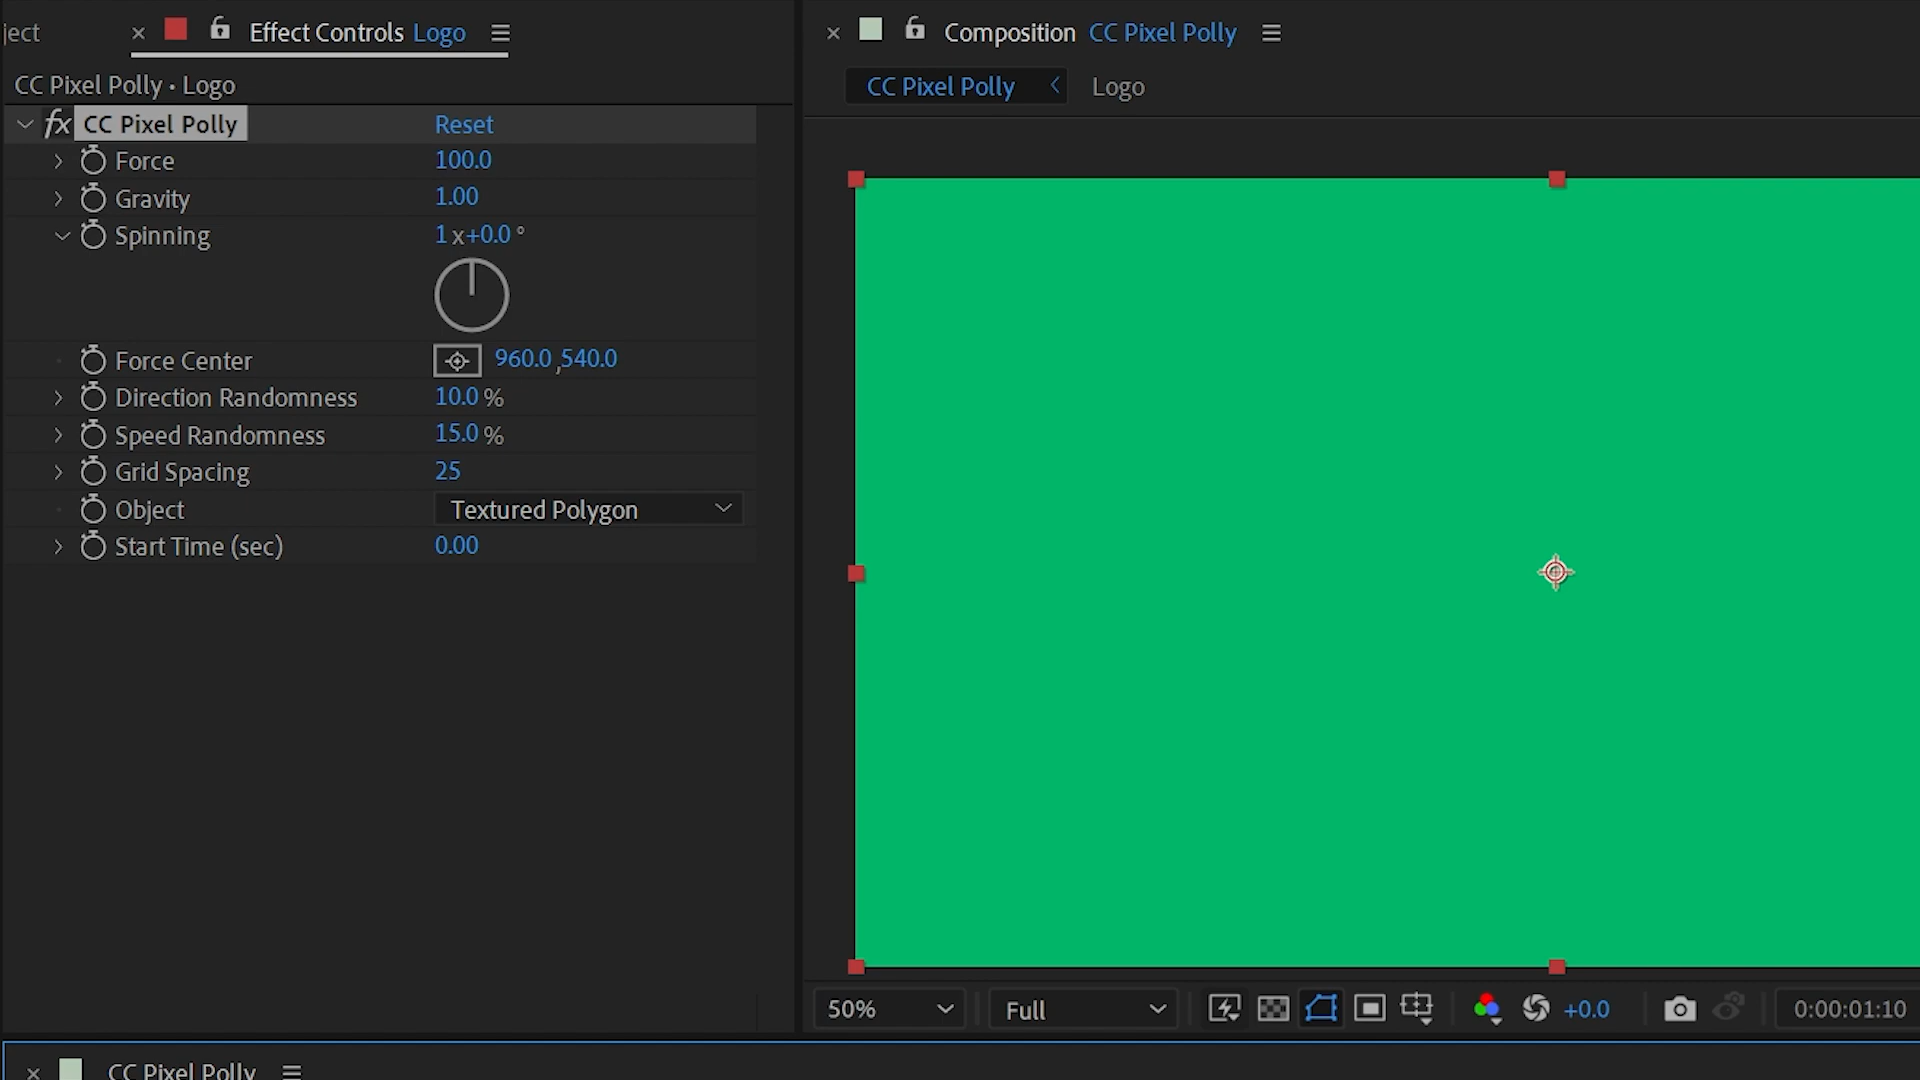 ject
× Effect Controls Logo
CC Pixel Polly • Logo
fx CC Pixel Polly Reset
Force 100.0
Gravity 1.00
Spinning 1x+0.0°
Force Center 960.0,540.0
Direction Randomness 10.0%
Speed Randomness 15.0%
Grid Spacing 25
Object Textured Polygon
Start Time (sec) 0.00
× Composition CC Pixel Polly
CC Pixel Polly Logo
50% Full +0.0 0:00:01:10
× CC Pixel Polly